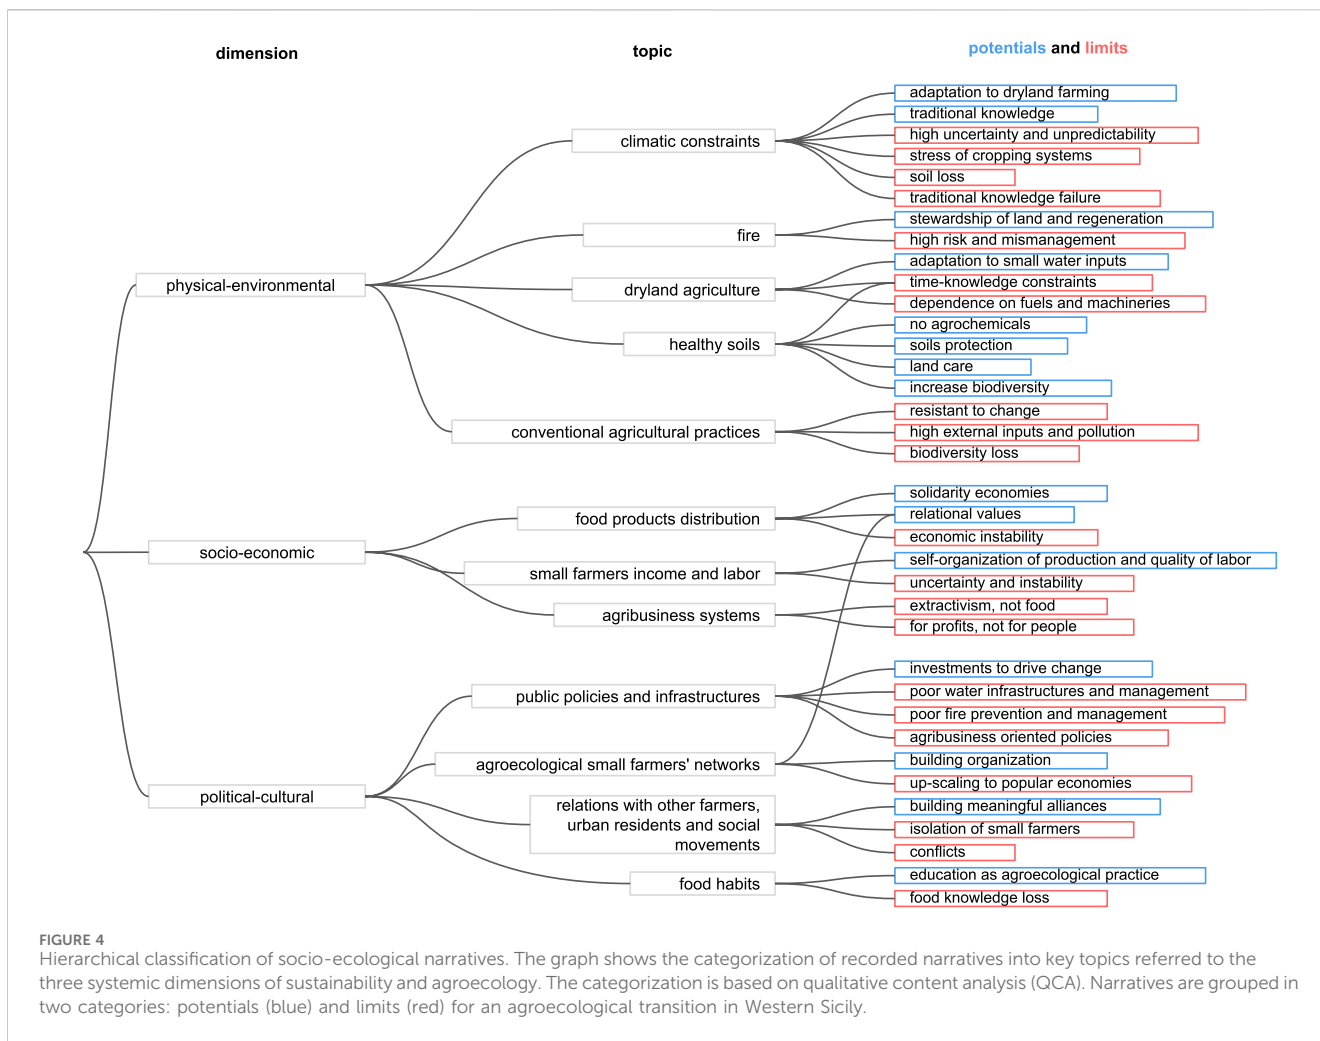 dimension
topic
potentials and limits
physical-environmental
climatic constraints
adaptation to dryland farming
traditional knowledge
high uncertainty and unpredictability
stress of cropping systems
soil loss
traditional knowledge failure
fire
stewardship of land and regeneration
high risk and mismanagement
dryland agriculture
adaptation to small water inputs
time-knowledge constraints
dependence on fuels and machineries
healthy soils
no agrochemicals
soils protection
land care
increase biodiversity
conventional agricultural practices
resistant to change
high external inputs and pollution
biodiversity loss
socio-economic
food products distribution
solidarity economies
relational values
economic instability
small farmers income and labor
self-organization of production and quality of labor
uncertainty and instability
agribusiness systems
extractivism, not food
for profits, not for people
political-cultural
public policies and infrastructures
investments to drive change
poor water infrastructures and management
poor fire prevention and management
agribusiness oriented policies
agroecological small farmers' networks
building organization
up-scaling to popular economies
relations with other farmers,
urban residents and social
movements
building meaningful alliances
isolation of small farmers
conflicts
food habits
education as agroecological practice
food knowledge loss
FIGURE 4
Hierarchical classification of socio-ecological narratives. The graph shows the categorization of recorded narratives into key topics referred to the
three systemic dimensions of sustainability and agroecology. The categorization is based on qualitative content analysis (QCA). Narratives are grouped in
two categories: potentials (blue) and limits (red) for an agroecological transition in Western Sicily.